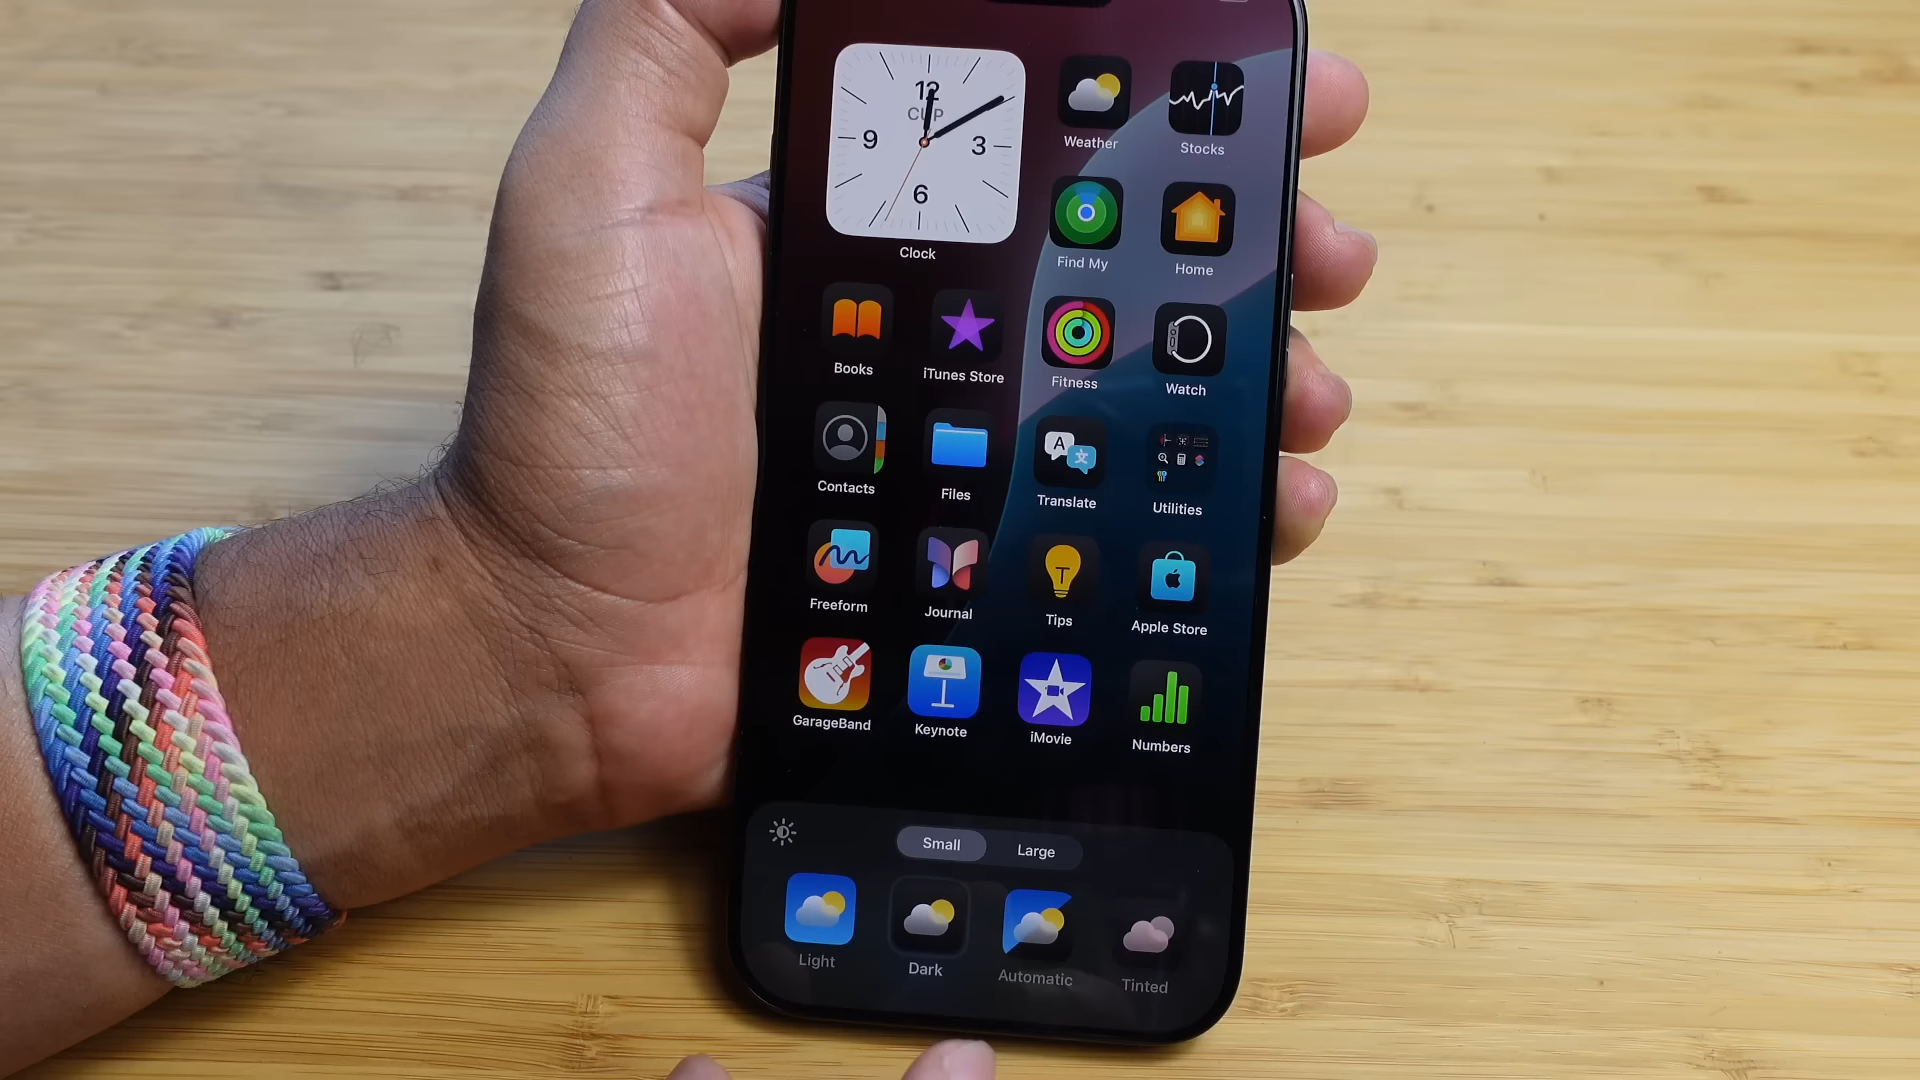 12
CUP
9
3
6
Clock
Weather
Stocks
Find My
Home
Books
iTunes Store
Fitness
Watch
Contacts
Files
A
文
Translate
Utilities
Freeform
Journal
T
Tips
Apple Store
GarageBand
Keynote
iMovie
Numbers
Small
Large
Light
Dark
Automatic
Tinted